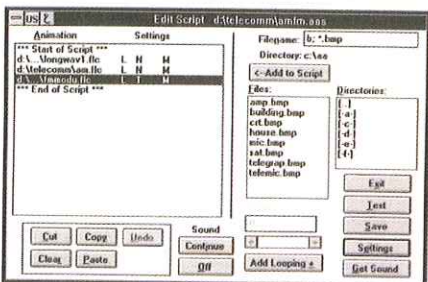 US
Edit Script d:\telecomm\amfm.aas
Animation Settings
*** Start of Script ***
d:\...\longwav1.flc L N M
d:\telecomm\am.flc L N M
d:\...\fmmodu.flc L T M
*** End of Script ***
Cut Copy Undo
Clear Paste
Sound
Continue
Off
Filename: b; *.bmp
Directory: c:\aa
<-Add to Script
Files:
amp.bmp
building.bmp
crt.bmp
house.bmp
mic.bmp
sat.bmp
telegrap.bmp
telemic.bmp
Directories:
[..]
[-a-]
[-c-]
[-d-]
[-e-]
[-f-]
Add Looping +
Exit
Test
Save
Settings
Get Sound